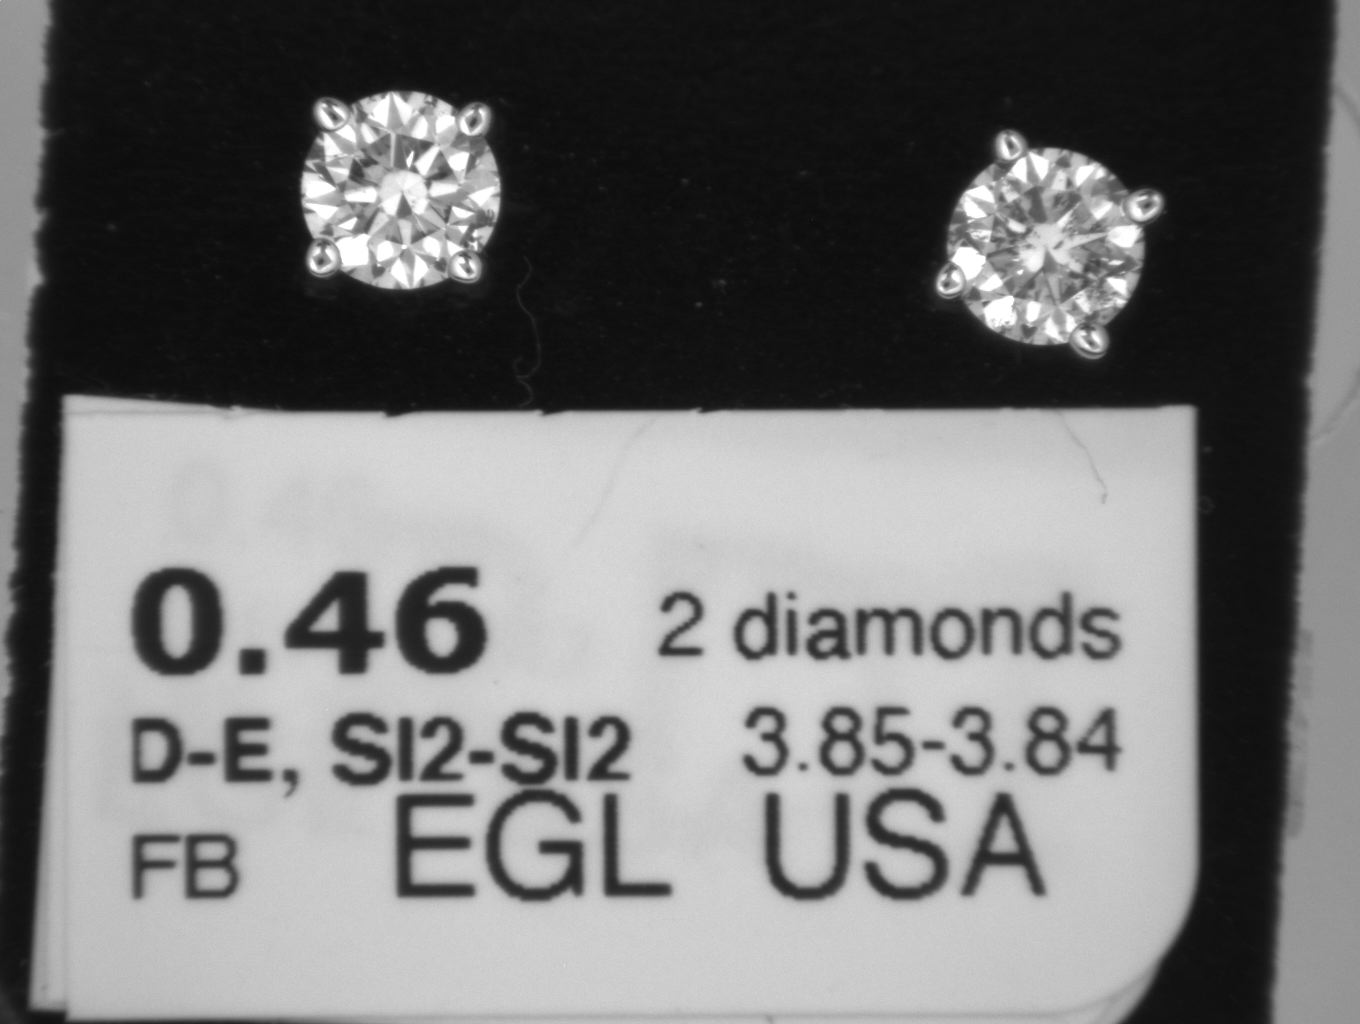 0.46 2 diamonds
D-E, SI2-SI2 3.85-3.84
FB EGL USA